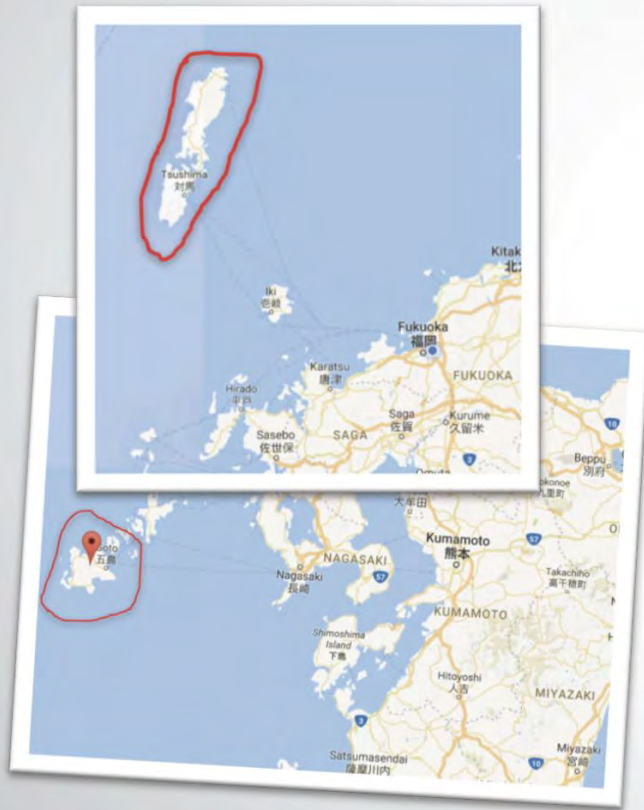 Tsushima
対馬
Kitak
北
Iki
壱岐
Fukuoka
福岡
Karatsu
唐津
FUKUOKA
Hirado
平戸
Saga
佐賀
Kurume
久留米
Sasebo
佐世保
SAGA
3
10
Beppu
別府
大牟田
Goto
五島
Kumamoto
熊本
57
NAGASAKI
Nagasaki
長崎
57
Takachiho
高千穂町
KUMAMOTO
Shimoshima
Island
下島
Hitoyoshi
人吉
MIYAZAKI
3
Satsumasendai
薩摩川内
10
Miyazaki
宮崎